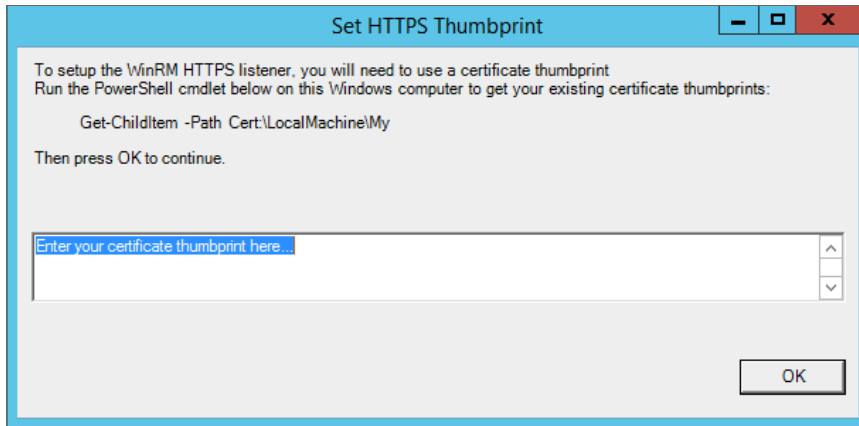 Set HTTPS Thumbprint
To setup the WinRM HTTPS listener, you will need to use a certificate thumbprint
Run the PowerShell cmdlet below on this Windows computer to get your existing certificate thumbprints:
Get-ChildItem -Path Cert:\LocalMachine\My
Then press OK to continue.
Enter your certificate thumbprint here...
OK